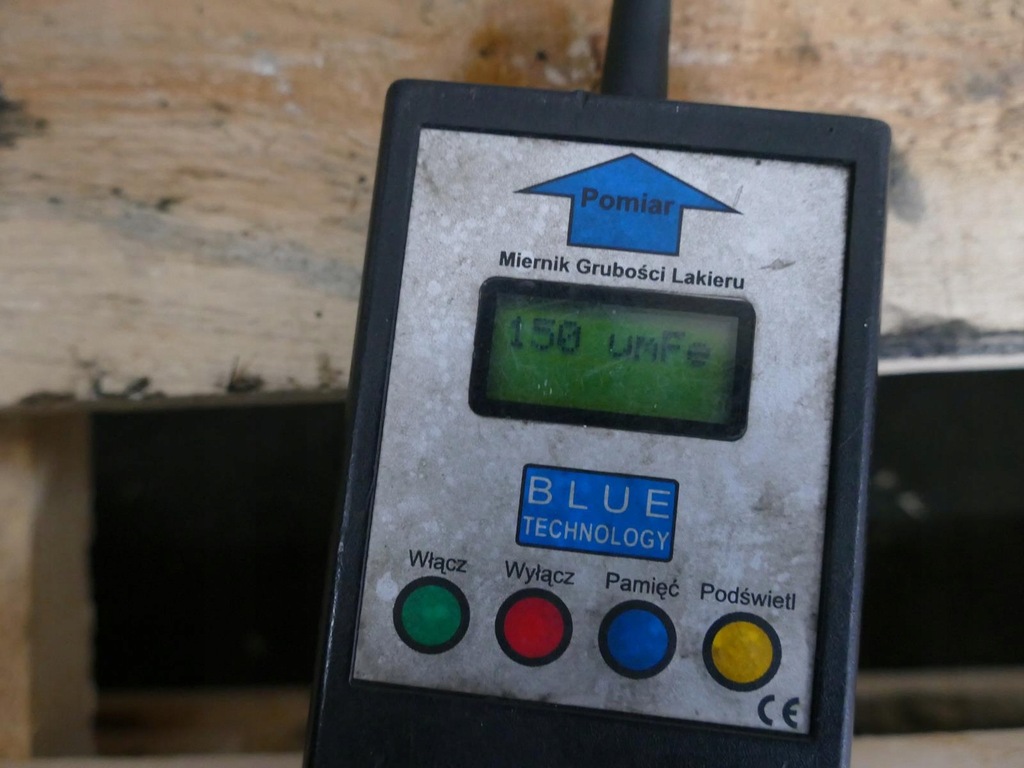 Pomiar
Miernik Grubości Lakieru
150 umFe
BLUE
TECHNOLOGY
Włącz Wyłącz Pamięć Podświetl
CE